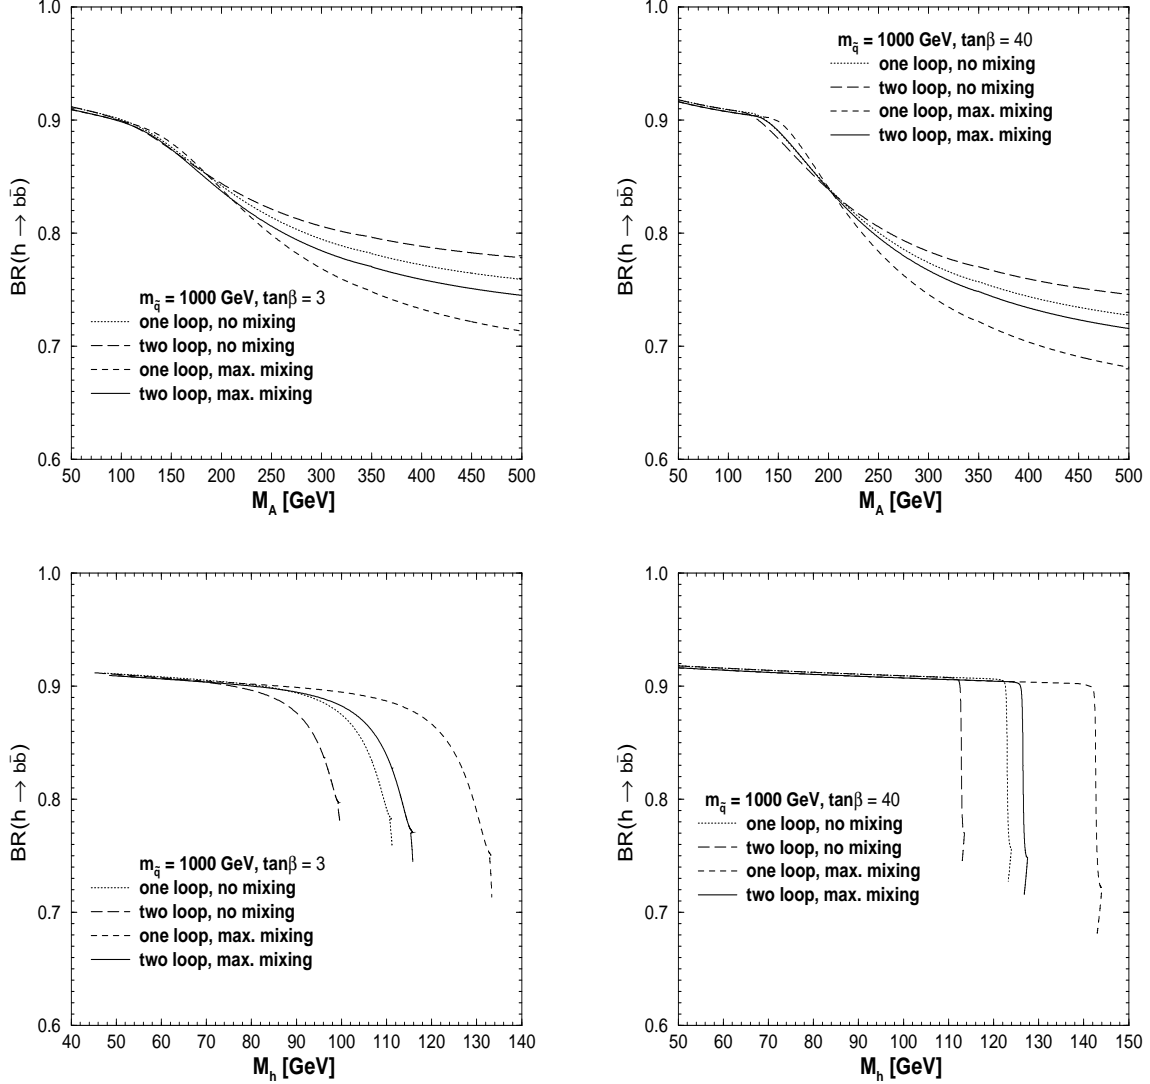 1.0
0.9
0.8
0.7
0.6
BR(h → bb̄)
m_q̃ = 1000 GeV, tanβ = 3
one loop, no mixing
two loop, no mixing
one loop, max. mixing
two loop, max. mixing
50 100 150 200 250 300 350 400 450 500
M_A [GeV]
1.0
0.9
0.8
0.7
0.6
BR(h → bb̄)
m_q̃ = 1000 GeV, tanβ = 40
one loop, no mixing
two loop, no mixing
one loop, max. mixing
two loop, max. mixing
50 100 150 200 250 300 350 400 450 500
M_A [GeV]
1.0
0.9
0.8
0.7
0.6
BR(h → bb̄)
m_q̃ = 1000 GeV, tanβ = 3
one loop, no mixing
two loop, no mixing
one loop, max. mixing
two loop, max. mixing
40 50 60 70 80 90 100 110 120 130 140
M_h [GeV]
1.0
0.9
0.8
0.7
0.6
BR(h → bb̄)
m_q̃ = 1000 GeV, tanβ = 40
one loop, no mixing
two loop, no mixing
one loop, max. mixing
two loop, max. mixing
50 60 70 80 90 100 110 120 130 140 150
M_h [GeV]